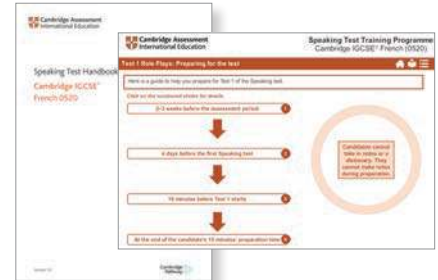 Cambridge Assessment
International Education
Speaking Test Handbook
Cambridge IGCSE™
French 0520
Cambridge
Pathway
Cambridge Assessment
International Education
Speaking Test Training Programme
Cambridge IGCSE™ French (0520)
Test 1 Role Plays: Preparing for the test
Here is a guide to help you prepare for Test 1 of the Speaking test.
Click on the numbered circles for details.
2-3 weeks before the assessment period
4 days before the first Speaking test
10 minutes before Test 1 starts
At the end of the candidate's 10 minutes' preparation time
Candidates cannot
take in notes or a
dictionary. They
cannot make notes
during preparation.